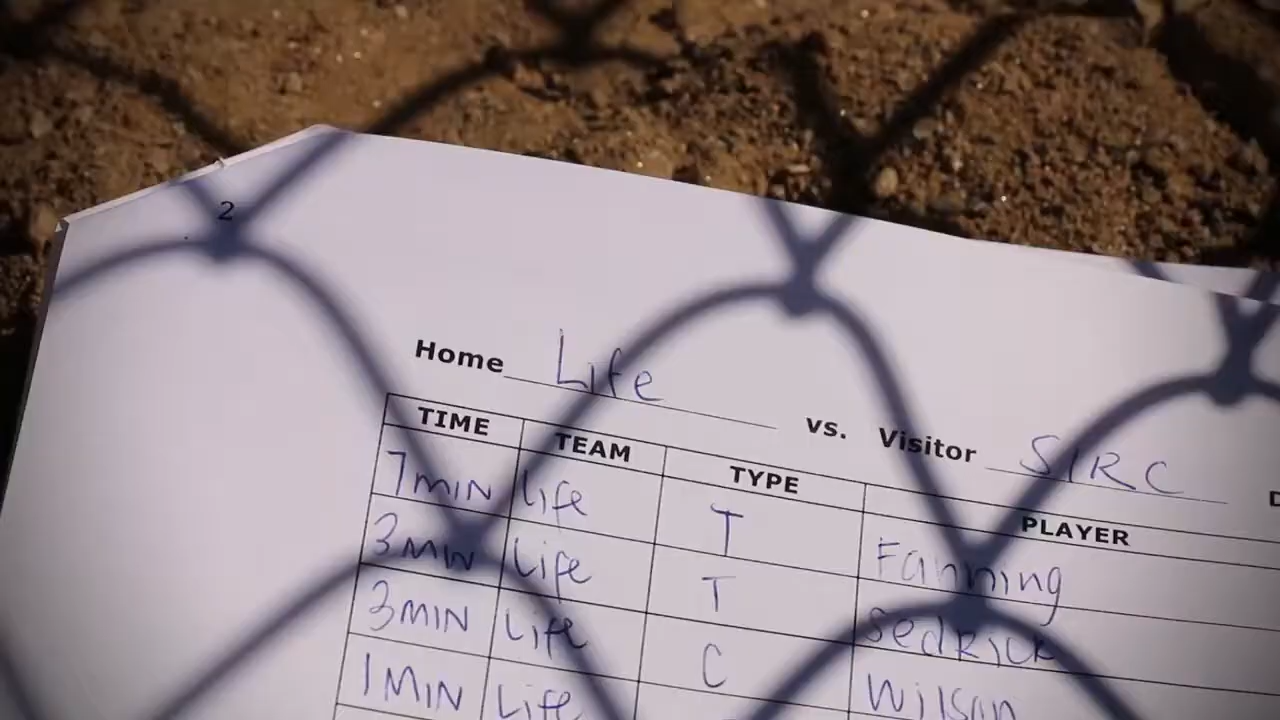 2
Home Life vs. Visitor SIRC D
TIME TEAM TYPE PLAYER
7MIN Life T Fanning
3MIN Life T Sedrick
3MIN Life C Wilson
1MIN Life